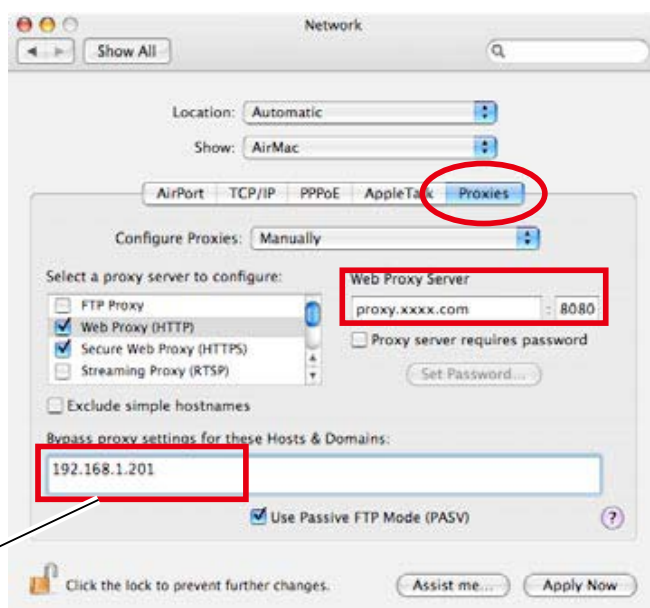 Network
Show All
Location: Automatic
Show: AirMac
AirPort TCP/IP PPPoE AppleTalk Proxies
Configure Proxies: Manually
Select a proxy server to configure:
FTP Proxy
Web Proxy (HTTP)
Secure Web Proxy (HTTPS)
Streaming Proxy (RTSP)
Web Proxy Server
proxy.xxxx.com : 8080
Proxy server requires password
Set Password...
Exclude simple hostnames
Bypass proxy settings for these Hosts & Domains:
192.168.1.201
Use Passive FTP Mode (PASV)
?
Click the lock to prevent further changes.
Assist me...
Apply Now